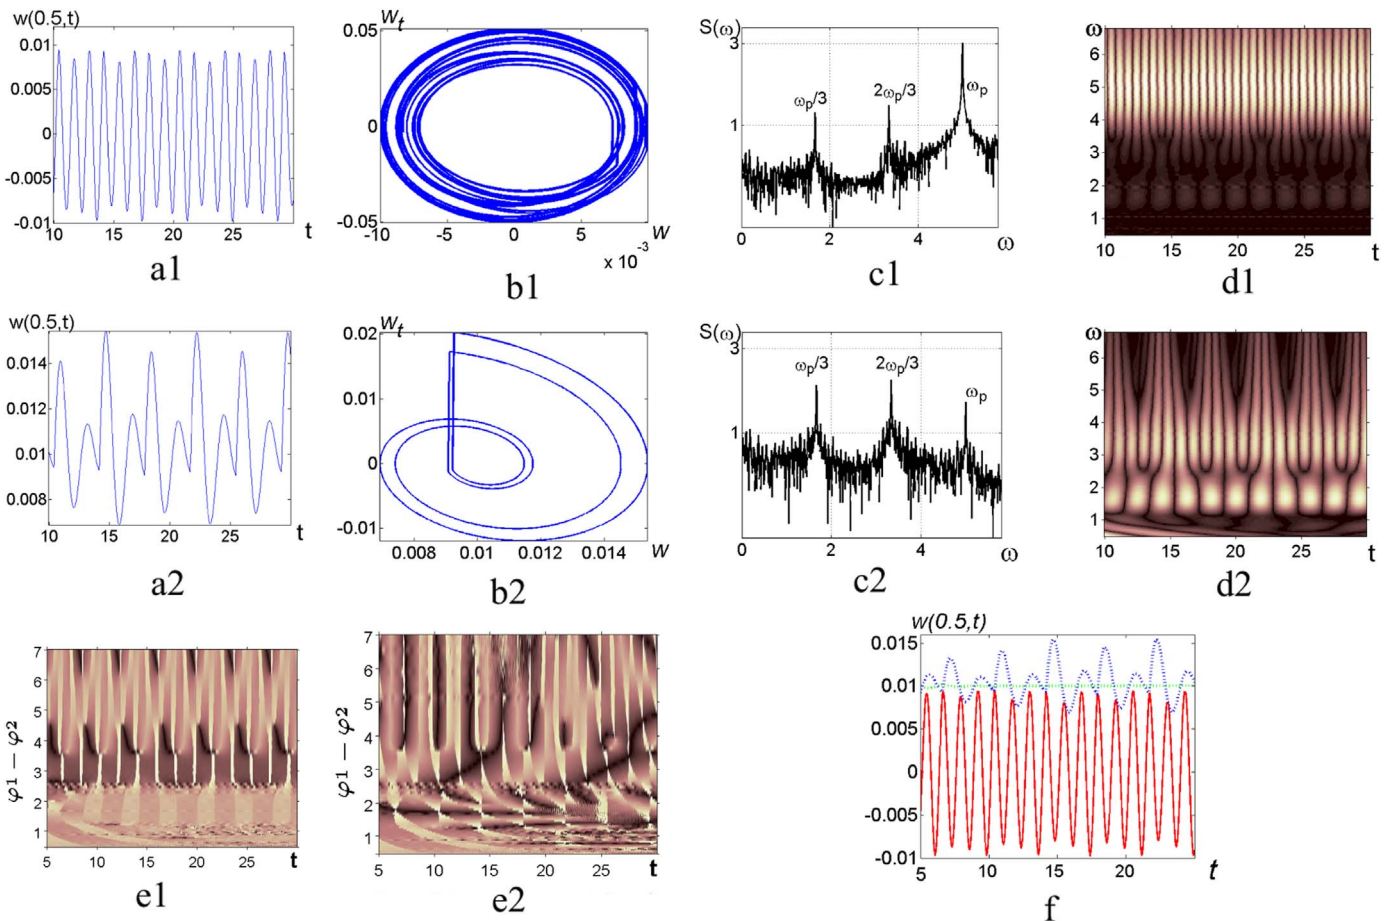 w(0.5,t)
0.01
0.005
0
-0.005
-0.01
10 15 20 25 t
a1
w_t
0.05
0
-0.05
-10 -5 0 5 w
x 10^-3
b1
S(ω)
3
1
ω_p/3
2ω_p/3
ω_p
0 2 4 ω
c1
ω
6
5
4
3
2
1
10 15 20 25 t
d1
w(0.5,t)
0.014
0.012
0.01
0.008
10 15 20 25
a2
w_t
0.02
0.01
0
-0.01
0.008 0.01 0.012 0.014 w
b2
S(ω)
3
1
ω_p/3
2ω_p/3
ω_p
0 2 4 ω
c2
ω
6
5
4
3
2
1
10 15 20 25 t
d2
φ¹ − φ²
7
6
5
4
3
2
1
5 10 15 20 25 t
e1
φ¹ − φ²
7
6
5
4
3
2
1
5 10 15 20 25 t
e2
w(0.5,t)
0.015
0.01
0.005
0
-0.005
-0.01
5 10 15 20 t
f